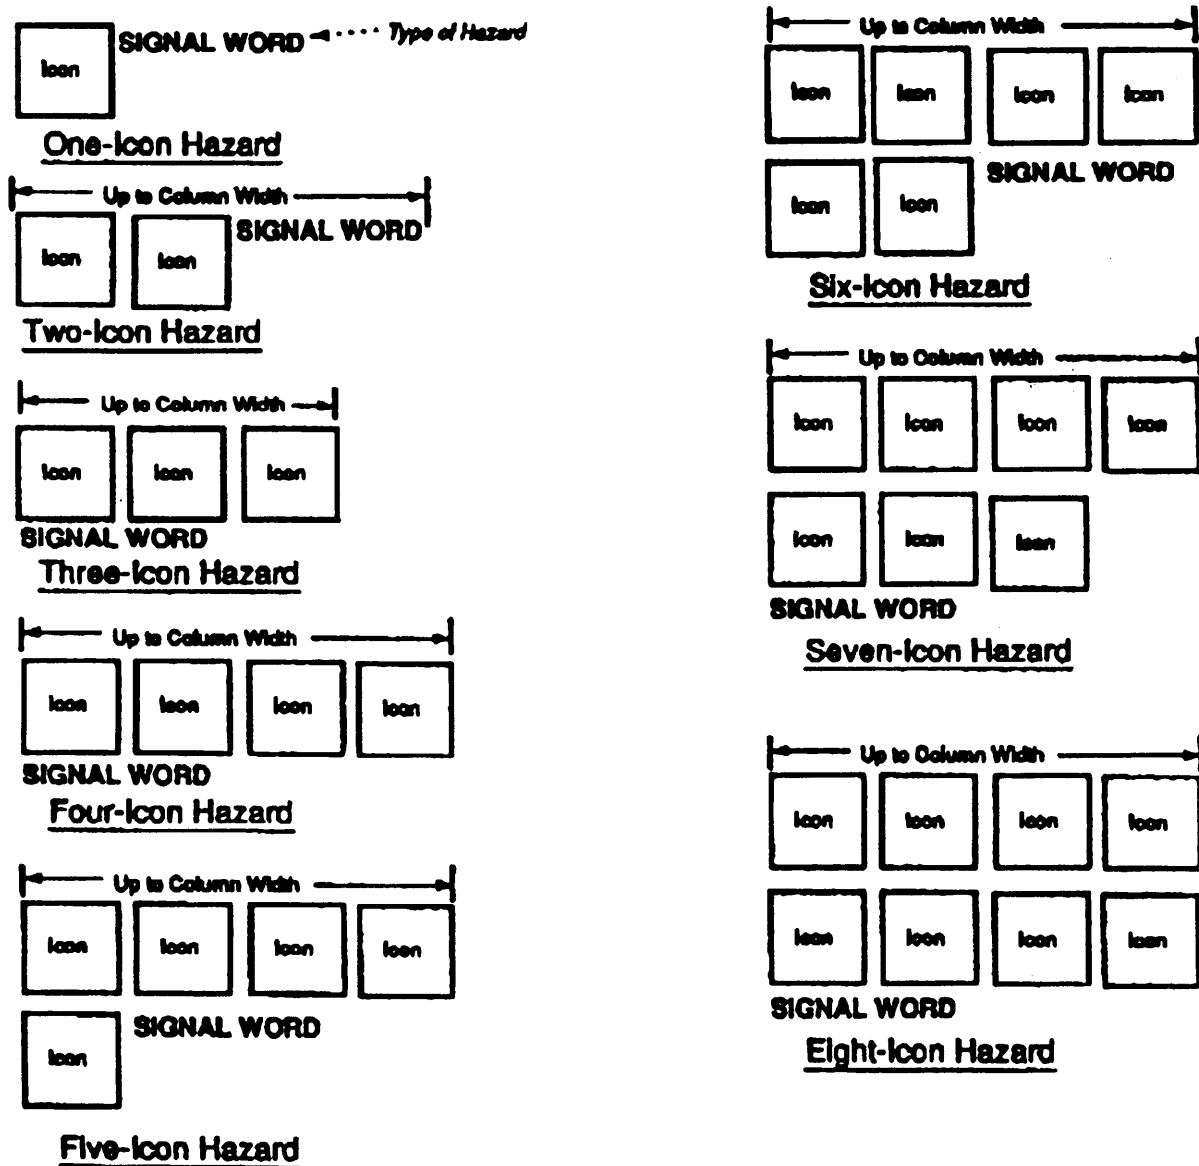 SIGNAL WORD Type of Hazard
Icon
One-Icon Hazard
Up to Column Width
SIGNAL WORD
Icon Icon
Two-Icon Hazard
Up to Column Width
Icon Icon Icon
SIGNAL WORD
Three-Icon Hazard
Up to Column Width
Icon Icon Icon Icon
SIGNAL WORD
Four-Icon Hazard
Up to Column Width
Icon Icon Icon Icon
SIGNAL WORD
Icon
Five-Icon Hazard
Up to Column Width
Icon Icon Icon Icon
SIGNAL WORD
Icon Icon
Six-Icon Hazard
Up to Column Width
Icon Icon Icon Icon
Icon Icon Icon
SIGNAL WORD
Seven-Icon Hazard
Up to Column Width
Icon Icon Icon Icon
Icon Icon Icon Icon
SIGNAL WORD
Eight-Icon Hazard